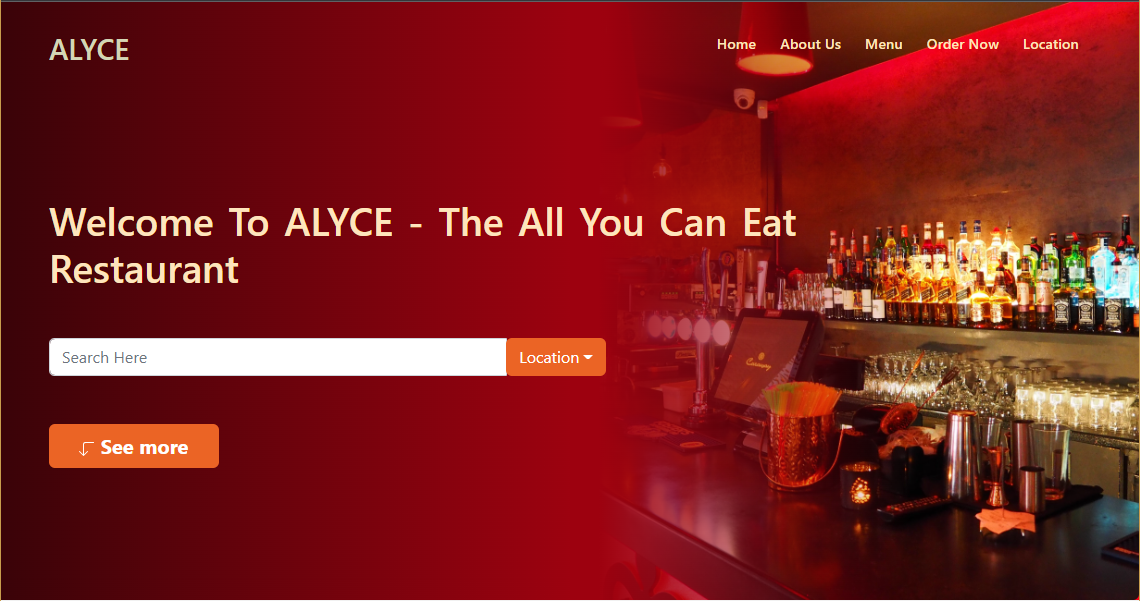 ALYCE
Home About Us Menu Order Now Location
Welcome To ALYCE - The All You Can Eat
Restaurant
Search Here
Location
See more